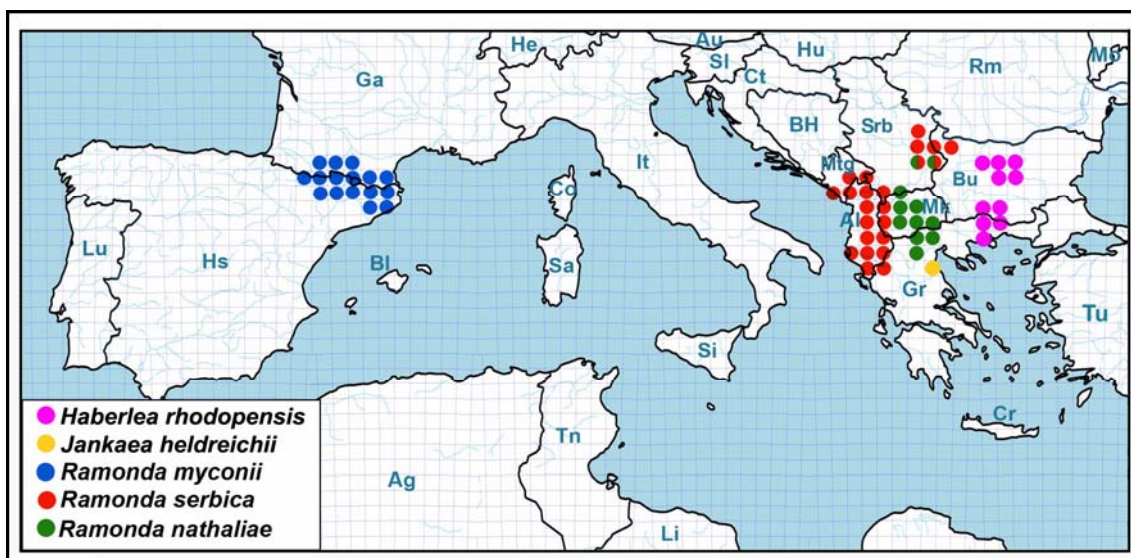 He
Au
Hu
Mo
Sl
Rm
Ga
Ct
BH
Srb
It
Mtg
Bu
Co
Al
Mk
Lu
Hs
Bl
Sa
Gr
Tu
Si
Cr
Haberlea rhodopensis
Jankaea heldreichii
Ramonda myconii
Ramonda serbica
Ramonda nathaliae
Tn
Ag
Li